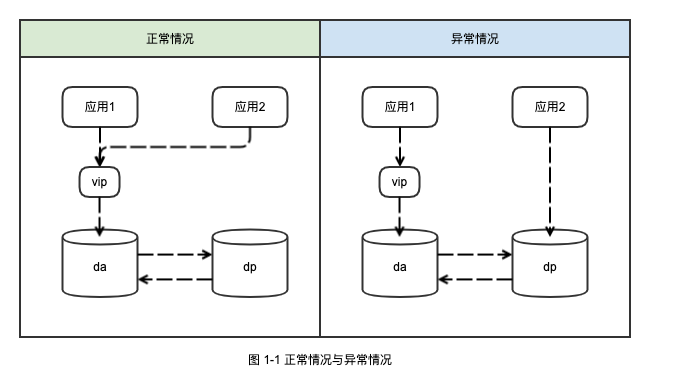 正常情况 异常情况
应用1 应用2 应用1 应用2
vip vip
da dp da dp
图 1-1 正常情况与异常情况